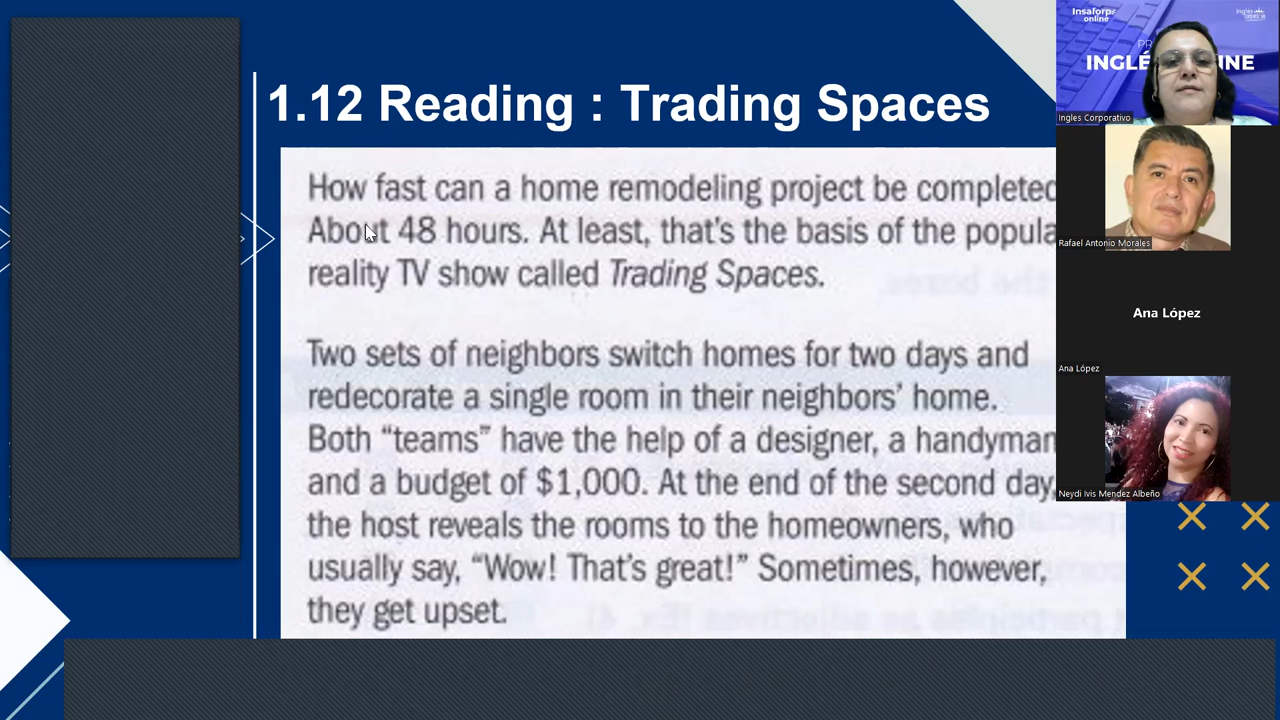 1.12 Reading : Trading Spaces
How fast can a home remodeling project be completed
About 48 hours. At least, that's the basis of the popula
reality TV show called Trading Spaces.
Two sets of neighbors switch homes for two days and
redecorate a single room in their neighbors' home.
Both “teams” have the help of a designer, a handyman
and a budget of $1,000. At the end of the second day,
the host reveals the rooms to the homeowners, who
usually say, “Wow! That's great!” Sometimes, however,
they get upset.
Insaforp
online
Inglés
PR
INGLÉ INE
Ingles Corporativo
Rafael Antonio Morales
Ana López
Ana López
Neydi Ivis Mendez Albeño